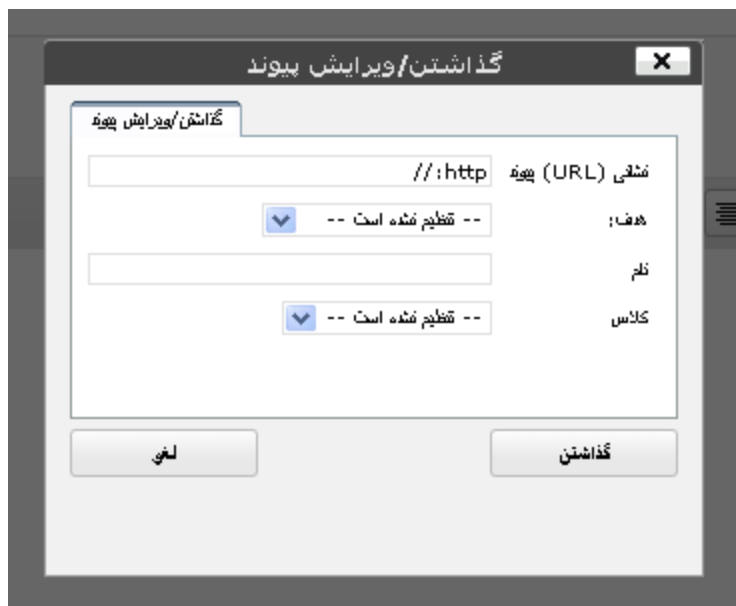 گذاشتن/ویرایش پیوند
گذاشتن/ویرایش پیوند
نشانی (URL) پیوند
//:http
هدف:
-- تنظیم نشده است --
نام
کلاس
-- تنظیم نشده است --
گذاشتن
لغو